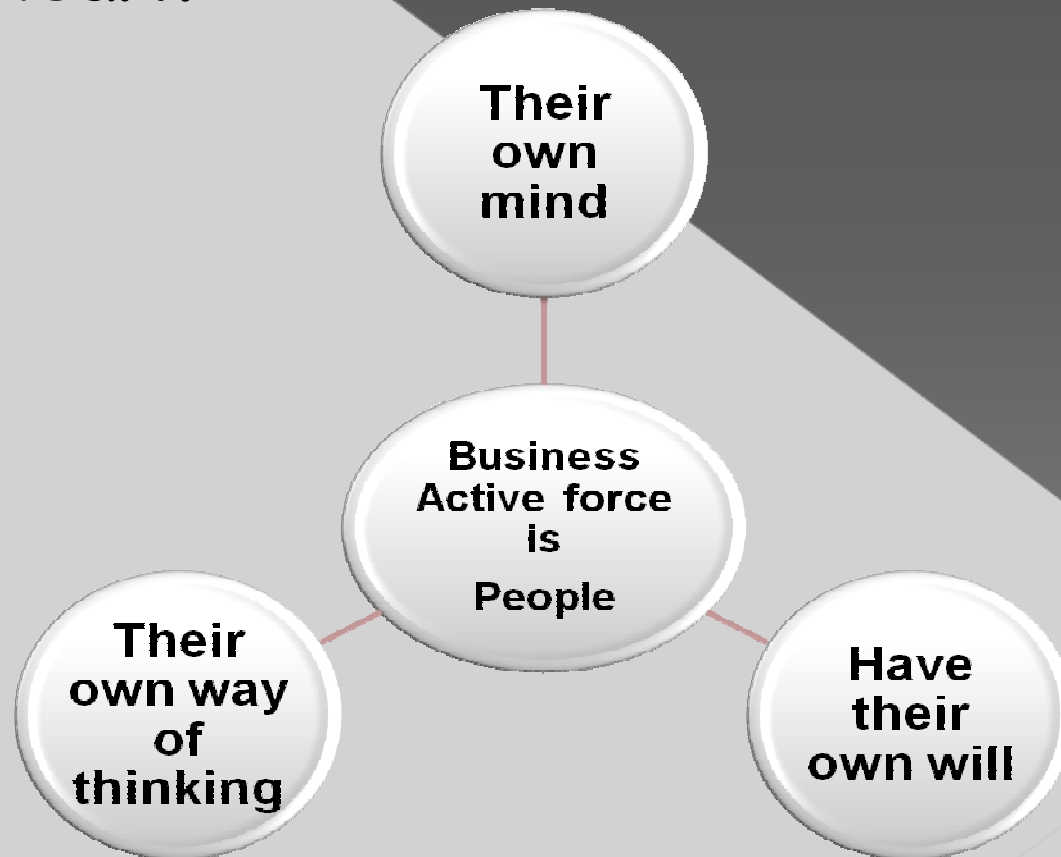 Their
own
mind
Business
Active force
is
People
Their
own way
of
thinking
Have
their
own will